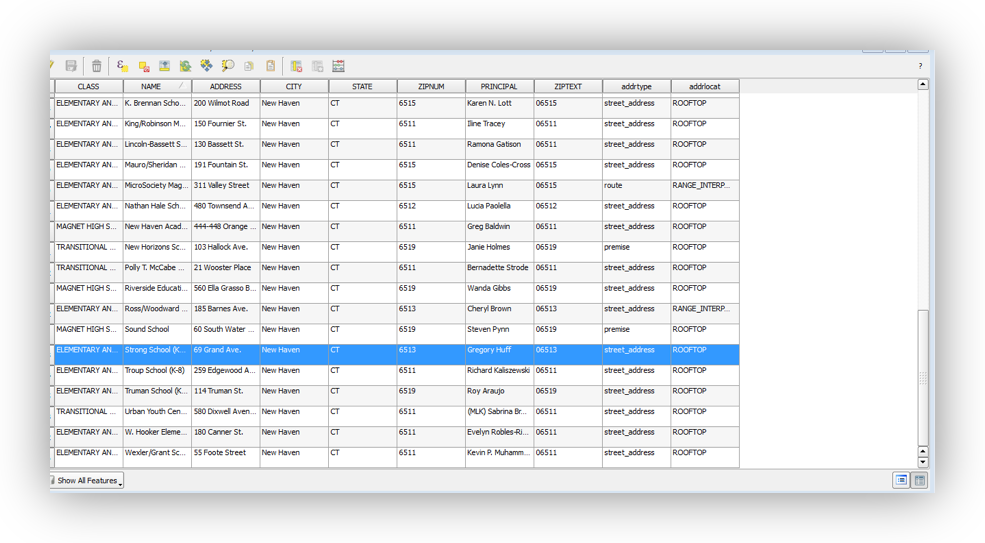 ?
CLASS NAME ADDRESS CITY STATE ZIPNUM PRINCIPAL ZIPTEXT addrtype addrlocat
ELEMENTARY AN... K. Brennan Scho... 200 Wilmot Road New Haven CT 6515 Karen N. Lott 06515 street_address ROOFTOP
ELEMENTARY AN... King/Robinson M... 150 Fournier St. New Haven CT 6511 Iline Tracey 06511 street_address ROOFTOP
ELEMENTARY AN... Lincoln-Bassett S... 130 Bassett St. New Haven CT 6511 Ramona Gatison 06511 street_address ROOFTOP
ELEMENTARY AN... Mauro/Sheridan ... 191 Fountain St. New Haven CT 6515 Denise Coles-Cross 06515 street_address ROOFTOP
ELEMENTARY AN... MicroSociety Mag... 311 Valley Street New Haven CT 6515 Laura Lynn 06515 route RANGE_INTERP...
ELEMENTARY AN... Nathan Hale Sch... 480 Townsend A... New Haven CT 6512 Lucia Paolella 06512 street_address ROOFTOP
MAGNET HIGH S... New Haven Acad... 444-448 Orange ... New Haven CT 6511 Greg Baldwin 06511 street_address ROOFTOP
TRANSITIONAL ... New Horizons Sc... 103 Hallock Ave. New Haven CT 6519 Janie Holmes 06519 premise ROOFTOP
TRANSITIONAL ... Polly T. McCabe ... 21 Wooster Place New Haven CT 6511 Bernadette Strode 06511 street_address ROOFTOP
MAGNET HIGH S... Riverside Educati... 560 Ella Grasso B... New Haven CT 6519 Wanda Gibbs 06519 street_address ROOFTOP
ELEMENTARY AN... Ross/Woodward ... 185 Barnes Ave. New Haven CT 6513 Cheryl Brown 06513 street_address RANGE_INTERP...
MAGNET HIGH S... Sound School 60 South Water ... New Haven CT 6519 Steven Pynn 06519 premise ROOFTOP
ELEMENTARY AN... Strong School (K... 69 Grand Ave. New Haven CT 6513 Gregory Huff 06513 street_address ROOFTOP
ELEMENTARY AN... Troup School (K-8) 259 Edgewood A... New Haven CT 6511 Richard Kaliszewski 06511 street_address ROOFTOP
ELEMENTARY AN... Truman School (K... 114 Truman St. New Haven CT 6519 Roy Araujo 06519 street_address ROOFTOP
TRANSITIONAL ... Urban Youth Cen... 580 Dixwell Aven... New Haven CT 6511 (MLK) Sabrina Br... 06511 street_address ROOFTOP
ELEMENTARY AN... W. Hooker Eleme... 180 Canner St. New Haven CT 6511 Evelyn Robles-Ri... 06511 street_address ROOFTOP
ELEMENTARY AN... Wexler/Grant Sc... 55 Foote Street New Haven CT 6511 Kevin P. Muhamm... 06511 street_address ROOFTOP
Show All Features